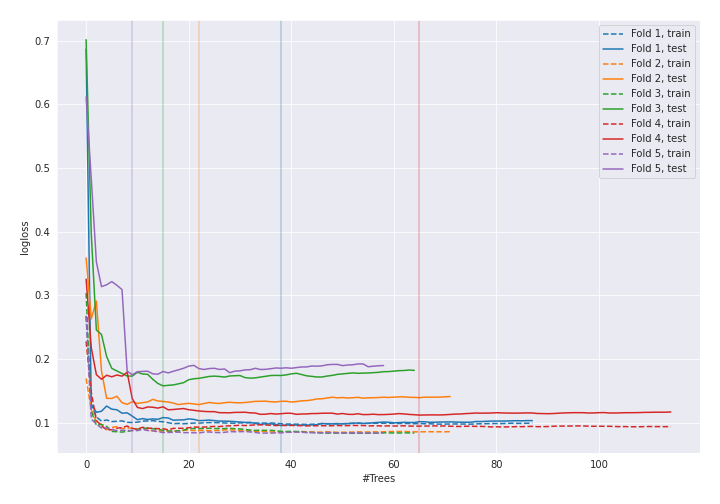 0.7
0.6
0.5
0.4
0.3
0.2
0.1
logloss
0
20
40
60
80
100
#Trees
Fold 1, train
Fold 1, test
Fold 2, train
Fold 2, test
Fold 3, train
Fold 3, test
Fold 4, train
Fold 4, test
Fold 5, train
Fold 5, test